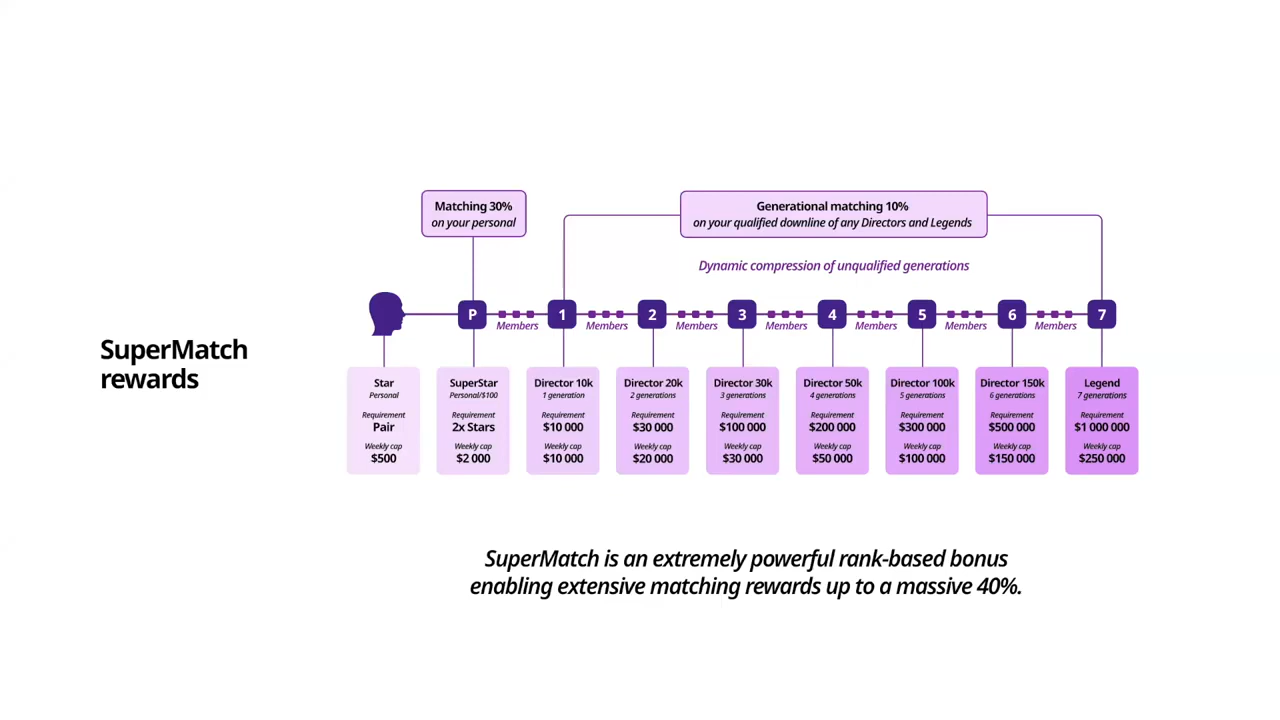 SuperMatch
rewards
Matching 30%
on your personal
Generational matching 10%
on your qualified downline of any Directors and Legends
Dynamic compression of unqualified generations
P
1
2
3
4
5
6
7
Members
Members
Members
Members
Members
Members
Members
Star
Personal
Requirement
Pair
Weekly cap
$500
SuperStar
Personal/$100
Requirement
2x Stars
Weekly cap
$2 000
Director 10k
1 generation
Requirement
$10 000
Weekly cap
$10 000
Director 20k
2 generations
Requirement
$30 000
Weekly cap
$20 000
Director 30k
3 generations
Requirement
$100 000
Weekly cap
$30 000
Director 50k
4 generations
Requirement
$200 000
Weekly cap
$50 000
Director 100k
5 generations
Requirement
$300 000
Weekly cap
$100 000
Director 150k
6 generations
Requirement
$500 000
Weekly cap
$150 000
Legend
7 generations
Requirement
$1 000 000
Weekly cap
$250 000
SuperMatch is an extremely powerful rank-based bonus
enabling extensive matching rewards up to a massive 40%.